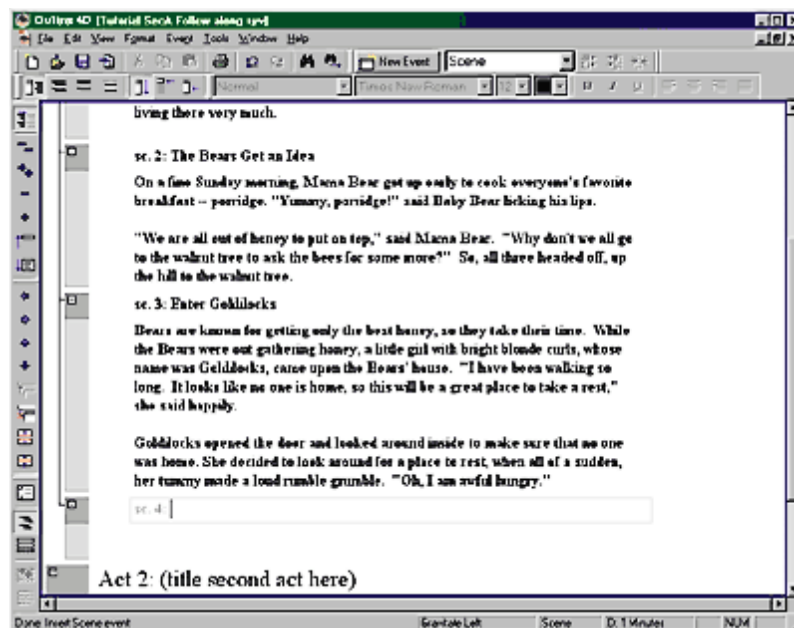 Outline 4D [Tutorial Book Follow along
File Edit View Format Event Tools Window Help
New Event Scene
Normal Times New Roman 12 B I U
living there very much.
sc. 2: The Bears Get an Idea
On a fine Sunday morning, Mama Bear got up early to cook everyone's favorite
breakfast -- porridge. "Yummy, porridge!" said Baby Bear licking his lips.
"We are all out of honey to put on top," said Mama Bear. "Why don't we all go
to the walnut tree to ask the bees for some more?" So, all three headed off, up
the hill to the walnut tree.
sc. 3: Enter Goldilocks
Bears are known for getting only the best honey, so they take their time. While
the Bears were out gathering honey, a little girl with bright blonde curls, whose
name was Goldilocks, came upon the Bears' house. "I have been walking so
long. It looks like no one is home, so this will be a great place to take a rest,"
she said happily.
Goldilocks opened the door and looked around inside to make sure that no one
was home. She decided to look around for a place to rest, when all of a sudden,
her tummy made a loud rumble grumble. "Oh, I am awful hungry."
sc. 4:
Act 2: (title second act here)
Done Insert Scene event Scene D: 1 Minutes NUM